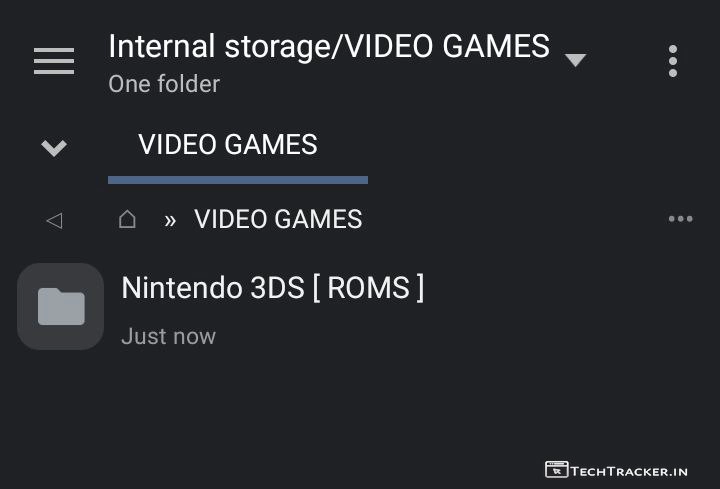 Internal storage/VIDEO GAMES
One folder
VIDEO GAMES
» VIDEO GAMES
Nintendo 3DS [ ROMS ]
Just now
TECHTRACKER.IN